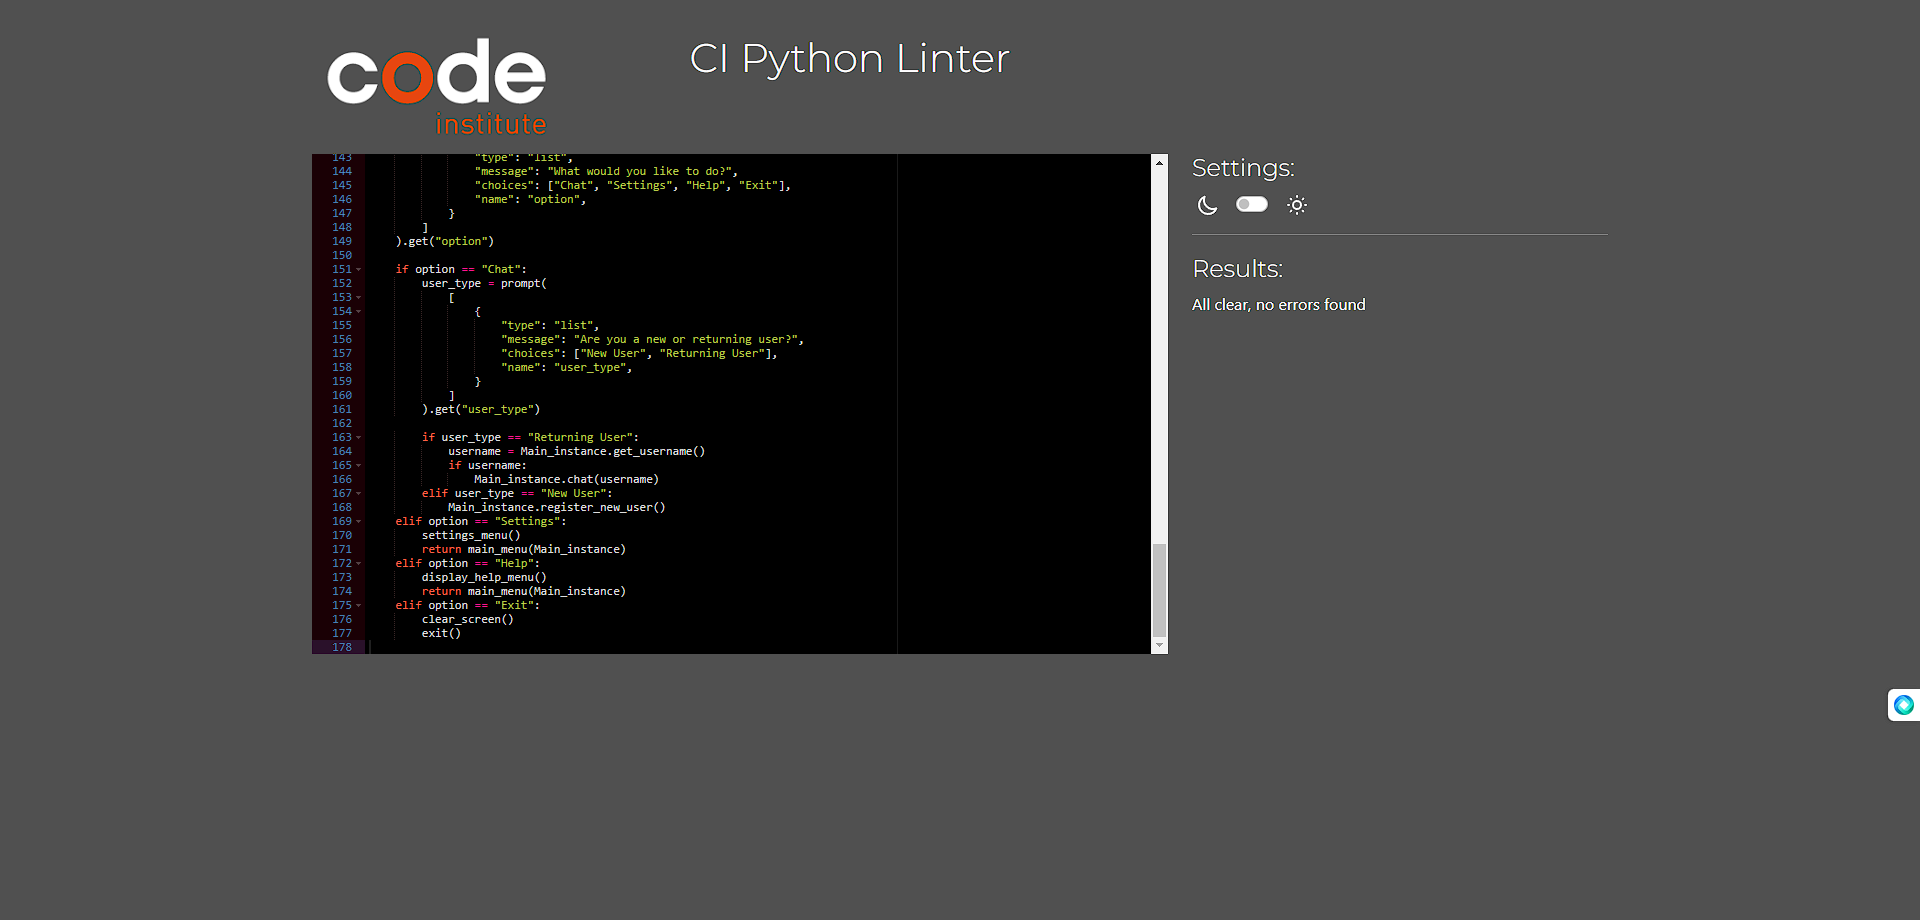 code
institute
CI Python Linter
143 "type": "list",
144 "message": "What would you like to do?",
145 "choices": ["Chat", "Settings", "Help", "Exit"],
146 "name": "option",
147 }
148 ]
149 ).get("option")
150
151 if option == "Chat":
152 user_type = prompt(
153 [
154 {
155 "type": "list",
156 "message": "Are you a new or returning user?",
157 "choices": ["New User", "Returning User"],
158 "name": "user_type",
159 }
160 ]
161 ).get("user_type")
162
163 if user_type == "Returning User":
164 username = Main_instance.get_username()
165 if username:
166 Main_instance.chat(username)
167 elif user_type == "New User":
168 Main_instance.register_new_user()
169 elif option == "Settings":
170 settings_menu()
171 return main_menu(Main_instance)
172 elif option == "Help":
173 display_help_menu()
174 return main_menu(Main_instance)
175 elif option == "Exit":
176 clear_screen()
177 exit()
178
Settings:
Results:
All clear, no errors found